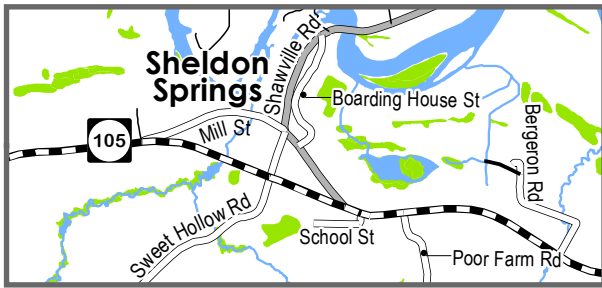 Shawville Rd
Sheldon
Springs
Boarding House St
Bergeron Rd
Mill St
105
Sweet Hollow Rd
School St
Poor Farm Rd